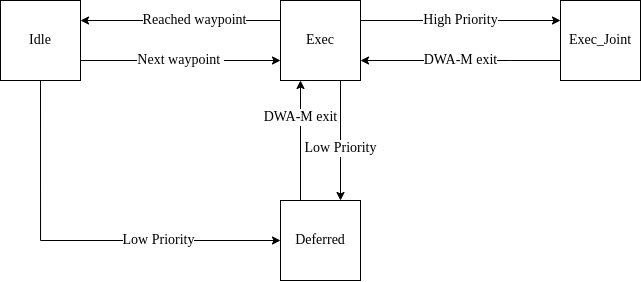 Reached waypoint
High Priority
Idle
Exec
Exec_Joint
Next waypoint
DWA-M exit
DWA-M exit
Low Priority
Low Priority
Deferred